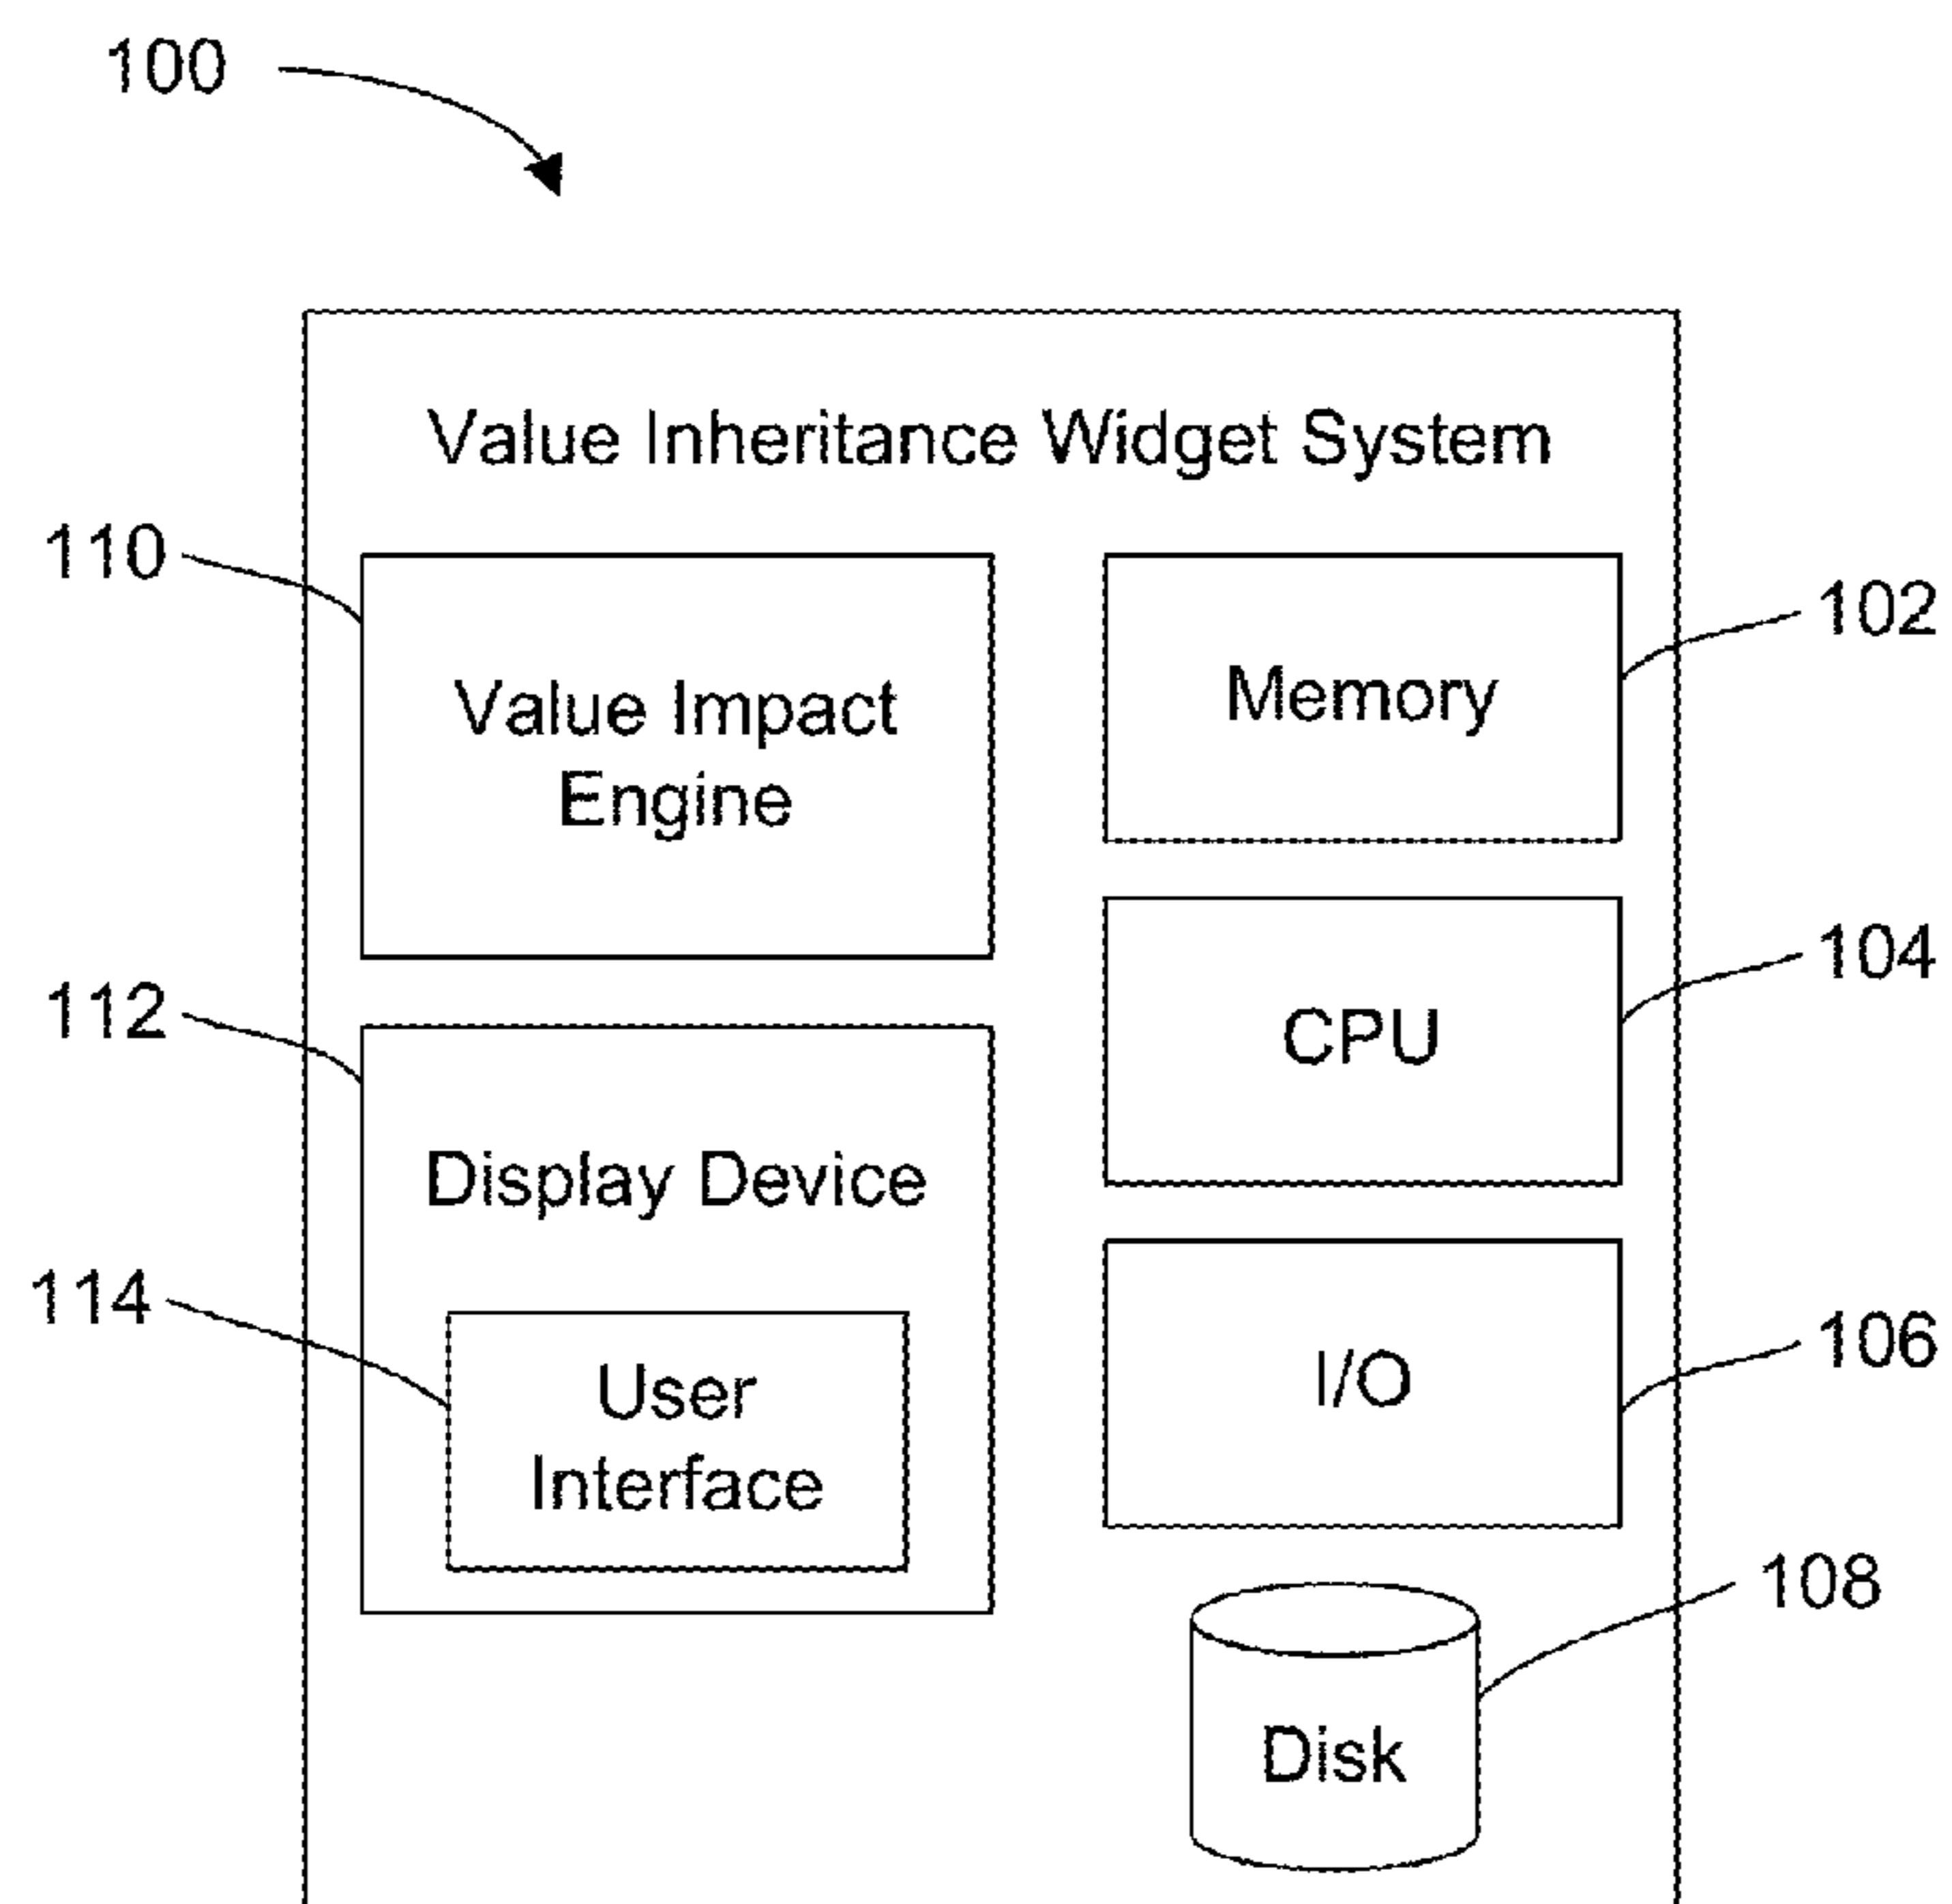 100
Value Inheritance Widget System
110
Value Impact
Engine
Memory
102
112
Display Device
CPU
104
114
User
Interface
I/O
106
Disk
108